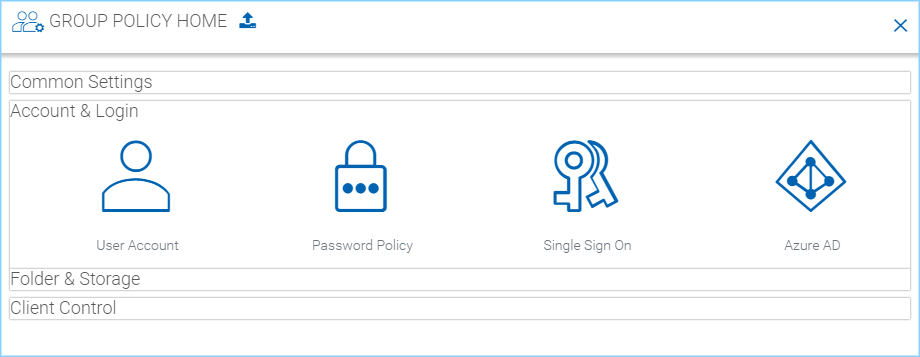 GROUP POLICY HOME
Common Settings
Account & Login
User Account Password Policy Single Sign On Azure AD
Folder & Storage
Client Control